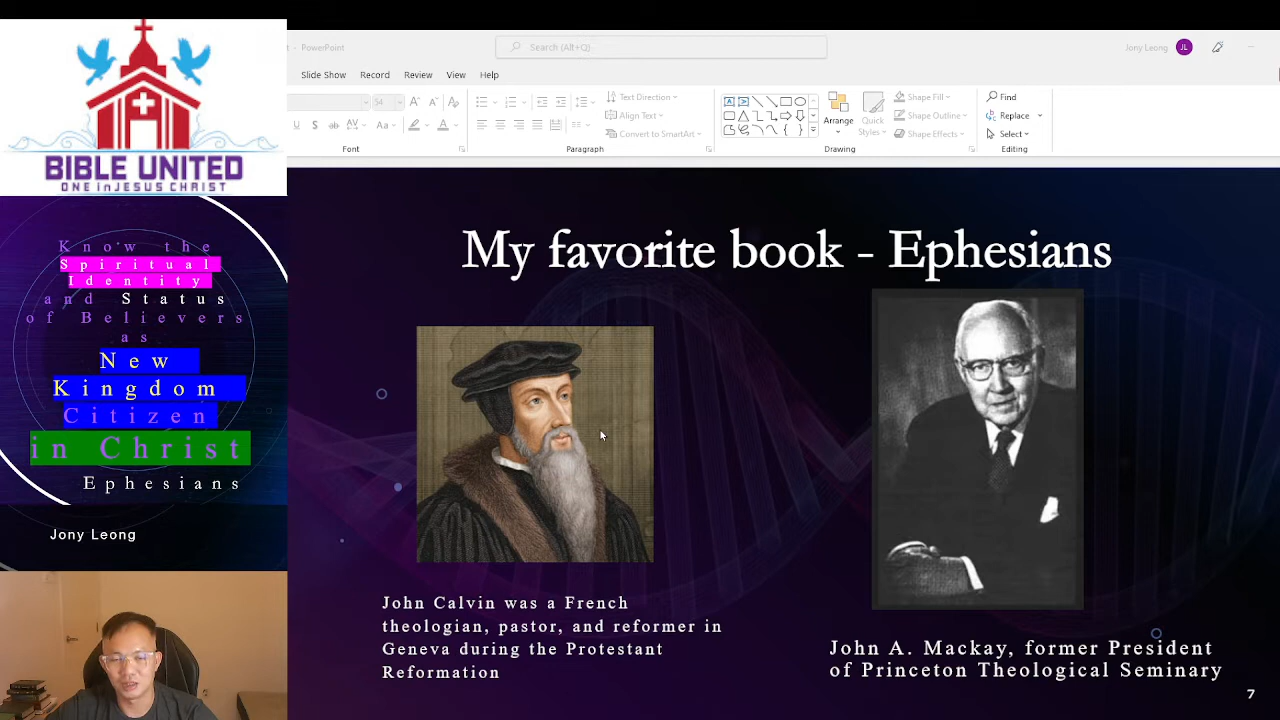 BIBLE UNITED
ONE inJESUS CHRIST
Know the
Spiritual
Identity
and Status
of Believers
as
New
Kingdom
Citizen
in Christ
Ephesians
Jony Leong
PowerPoint
Search (Alt+Q)
Jony Leong JL
Slide Show Record Review View Help
54
Text Direction
Align Text
Convert to SmartArt
Arrange
Quick
Styles
Shape Fill
Shape Outline
Shape Effects
Find
Replace
Select
Font Paragraph Drawing Editing
My favorite book - Ephesians
John Calvin was a French
theologian, pastor, and reformer in
Geneva during the Protestant
Reformation
John A. Mackay, former President
of Princeton Theological Seminary
7